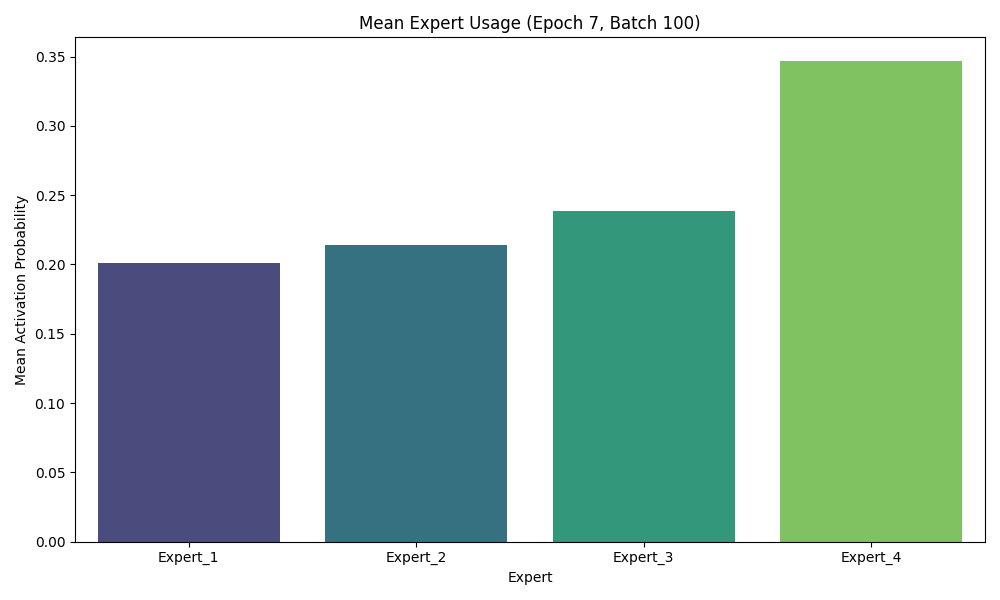 Mean Expert Usage (Epoch 7, Batch 100)
Mean Activation Probability
0.35
0.30
0.25
0.20
0.15
0.10
0.05
0.00
Expert_1 Expert_2 Expert_3 Expert_4
Expert